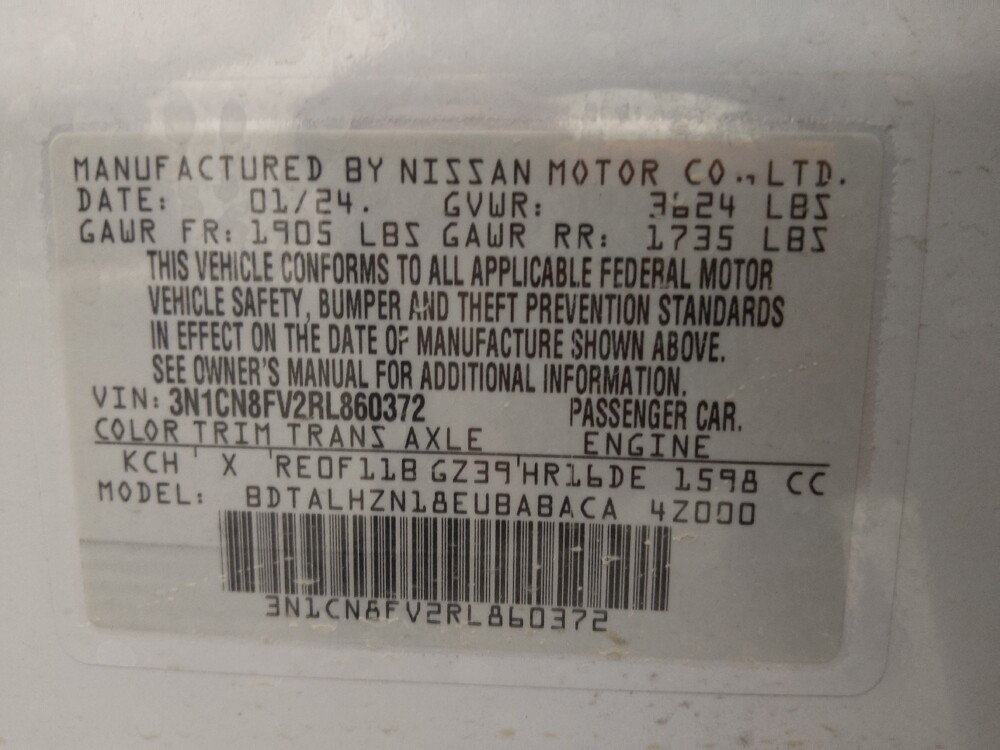 MANUFACTURED BY NISSAN MOTOR CO., LTD.
DATE: 01/24. GVWR: 3624 LBS
GAWR FR: 1905 LBS GAWR RR: 1735 LBS
THIS VEHICLE CONFORMS TO ALL APPLICABLE FEDERAL MOTOR
VEHICLE SAFETY, BUMPER AND THEFT PREVENTION STANDARDS
IN EFFECT ON THE DATE OF MANUFACTURE SHOWN ABOVE.
SEE OWNER'S MANUAL FOR ADDITIONAL INFORMATION.
VIN: 3N1CN8FV2RL860372 PASSENGER CAR.
COLOR TRIM TRANS AXLE ENGINE
KCH X RE0F11B GZ39 HR16DE 1598 CC
MODEL: BDTALHZN18EUBABACA 4Z000
3N1CN8FV2RL860372